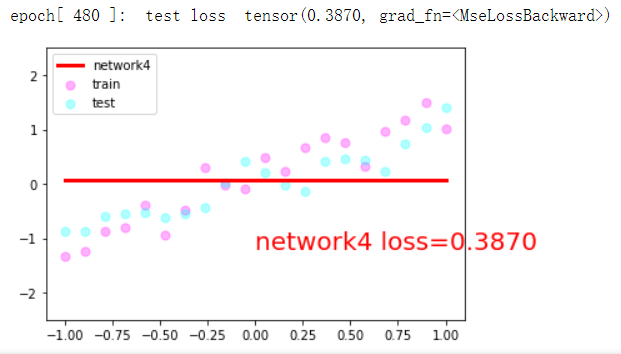 epoch[ 480 ]:  test loss  tensor(0.3870, grad_fn=<MseLossBackward>)
network4
train
test
2
1
0
−1
−2
network4 loss=0.3870
−1.00 −0.75 −0.50 −0.25 0.00 0.25 0.50 0.75 1.00